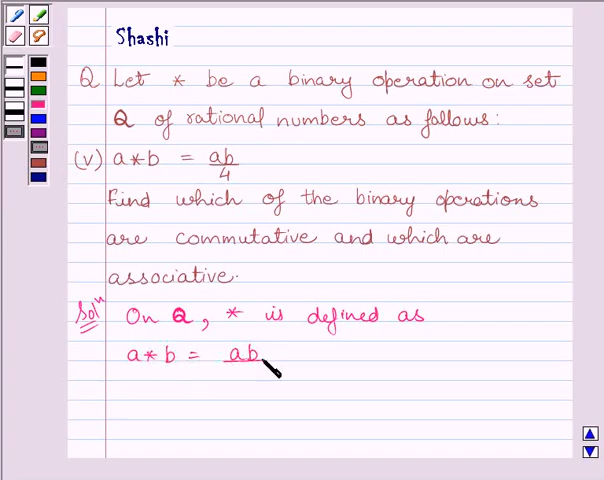 Shashi
Q Let * be a binary operation on set
Q of rational numbers as follows:
(v) a*b = ab/4
Find which of the binary operations
are commutative and which are
associative.
Solⁿ On Q, * is defined as
a*b = ab